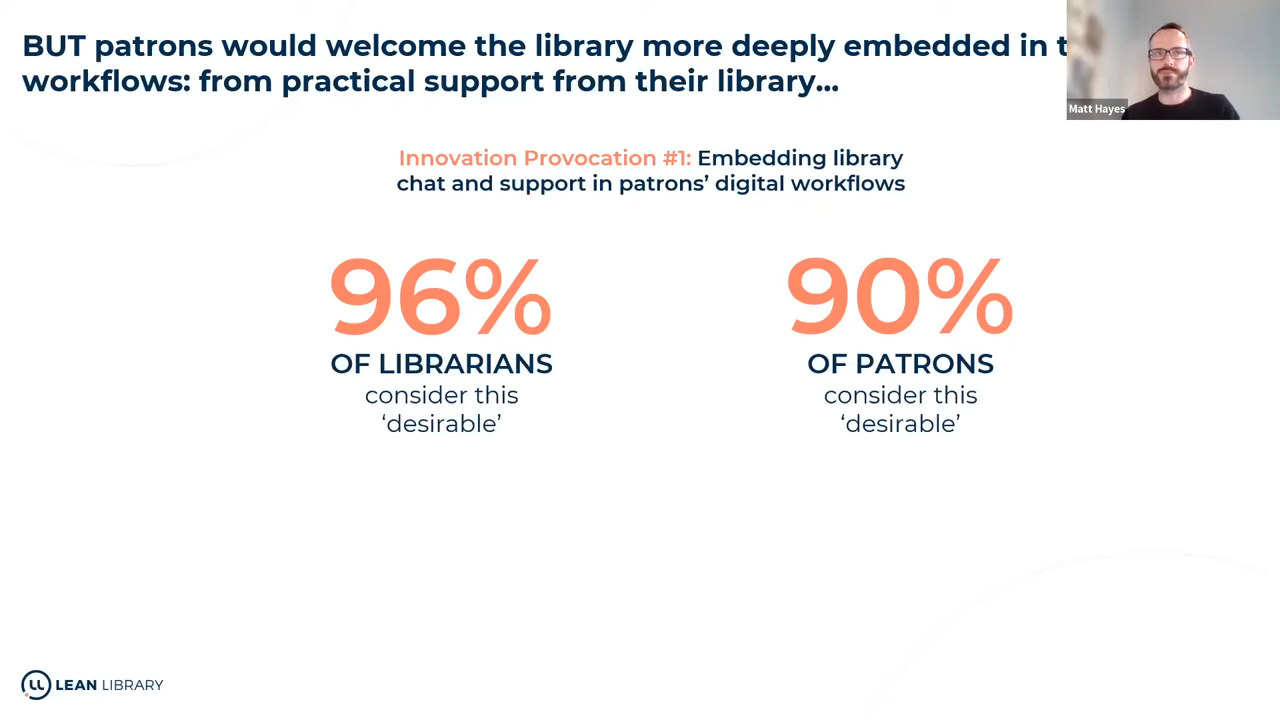 BUT patrons would welcome the library more deeply embedded in t
workflows: from practical support from their library...
Matt Hayes
Innovation Provocation #1: Embedding library
chat and support in patrons’ digital workflows
96%
OF LIBRARIANS
consider this
‘desirable’
90%
OF PATRONS
consider this
‘desirable’
LEAN LIBRARY